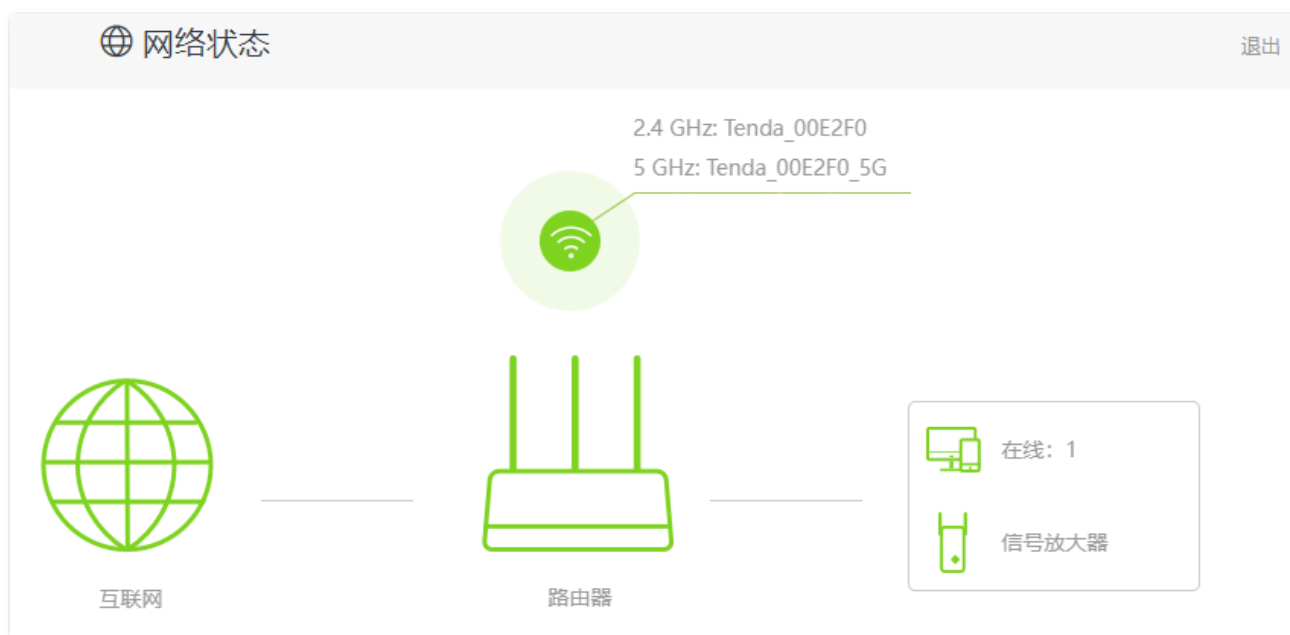 网络状态
退出
2.4 GHz: Tenda_00E2F0
5 GHz: Tenda_00E2F0_5G
在线：1
信号放大器
互联网
路由器